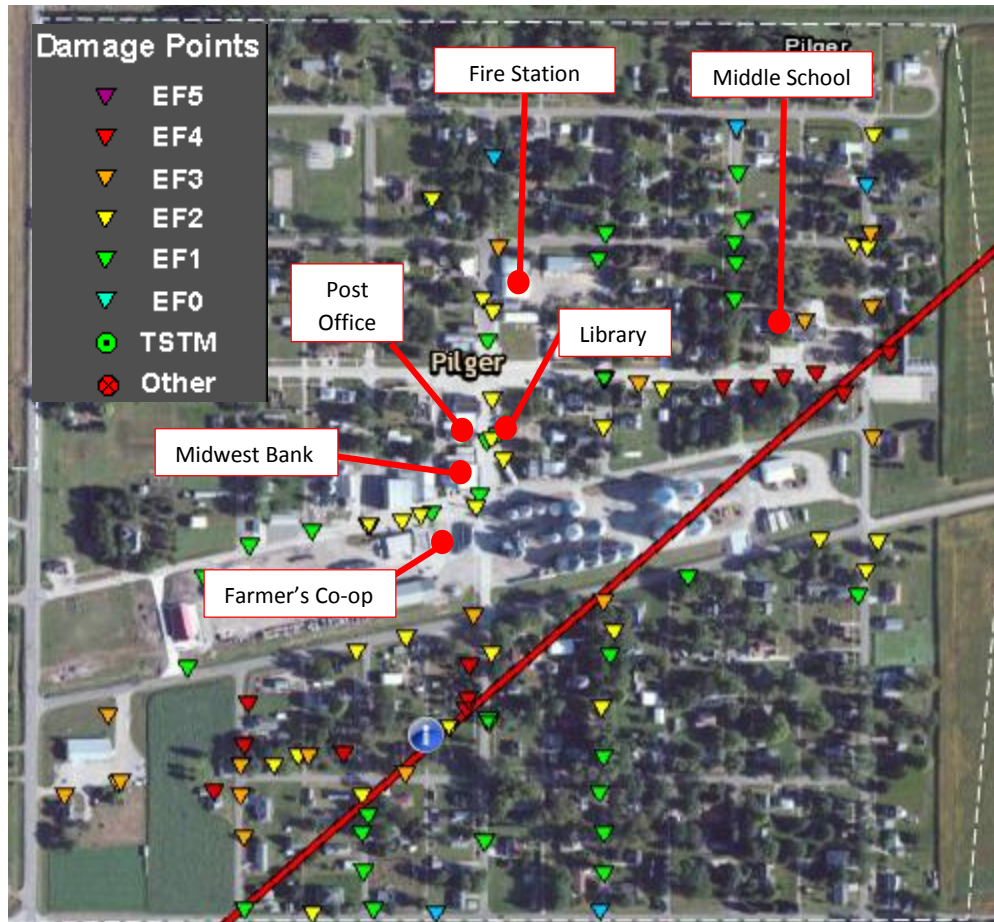 Damage Points
EF5
EF4
EF3
EF2
EF1
EF0
TSTM
Other
Pilger
Fire Station
Middle School
Post
Office
Library
Pilger
Midwest Bank
Farmer's Co-op
i